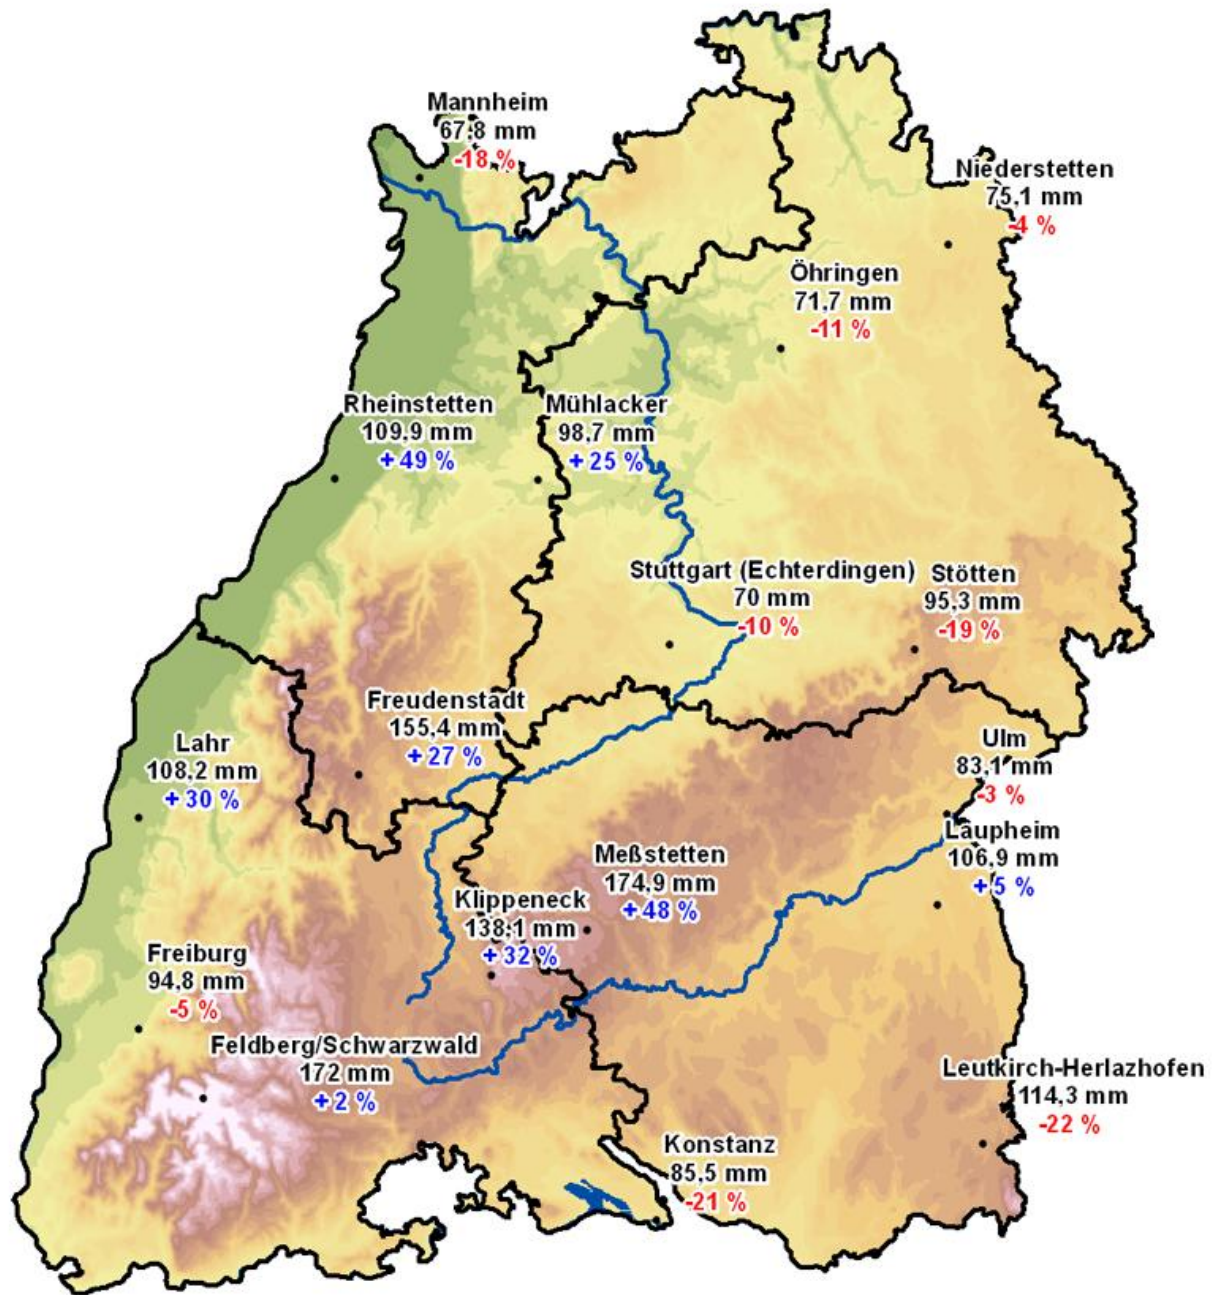 Mannheim
67,8 mm
-18 %
Niederstetten
75,1 mm
-4 %
Öhringen
71,7 mm
-11 %
Rheinstetten
109,9 mm
+ 49 %
Mühlacker
98,7 mm
+ 25 %
Stuttgart (Echterdingen)
70 mm
-10 %
Stötten
95,3 mm
-19 %
Freudenstadt
155,4 mm
+ 27 %
Lahr
108,2 mm
+ 30 %
Ulm
83,1 mm
-3 %
Laupheim
106,9 mm
+ 5 %
Meßstetten
174,9 mm
+ 48 %
Klippeneck
138,1 mm
+ 32 %
Freiburg
94,8 mm
-5 %
Feldberg/Schwarzwald
172 mm
+ 2 %
Leutkirch-Herlazhofen
114,3 mm
-22 %
Konstanz
85,5 mm
-21 %